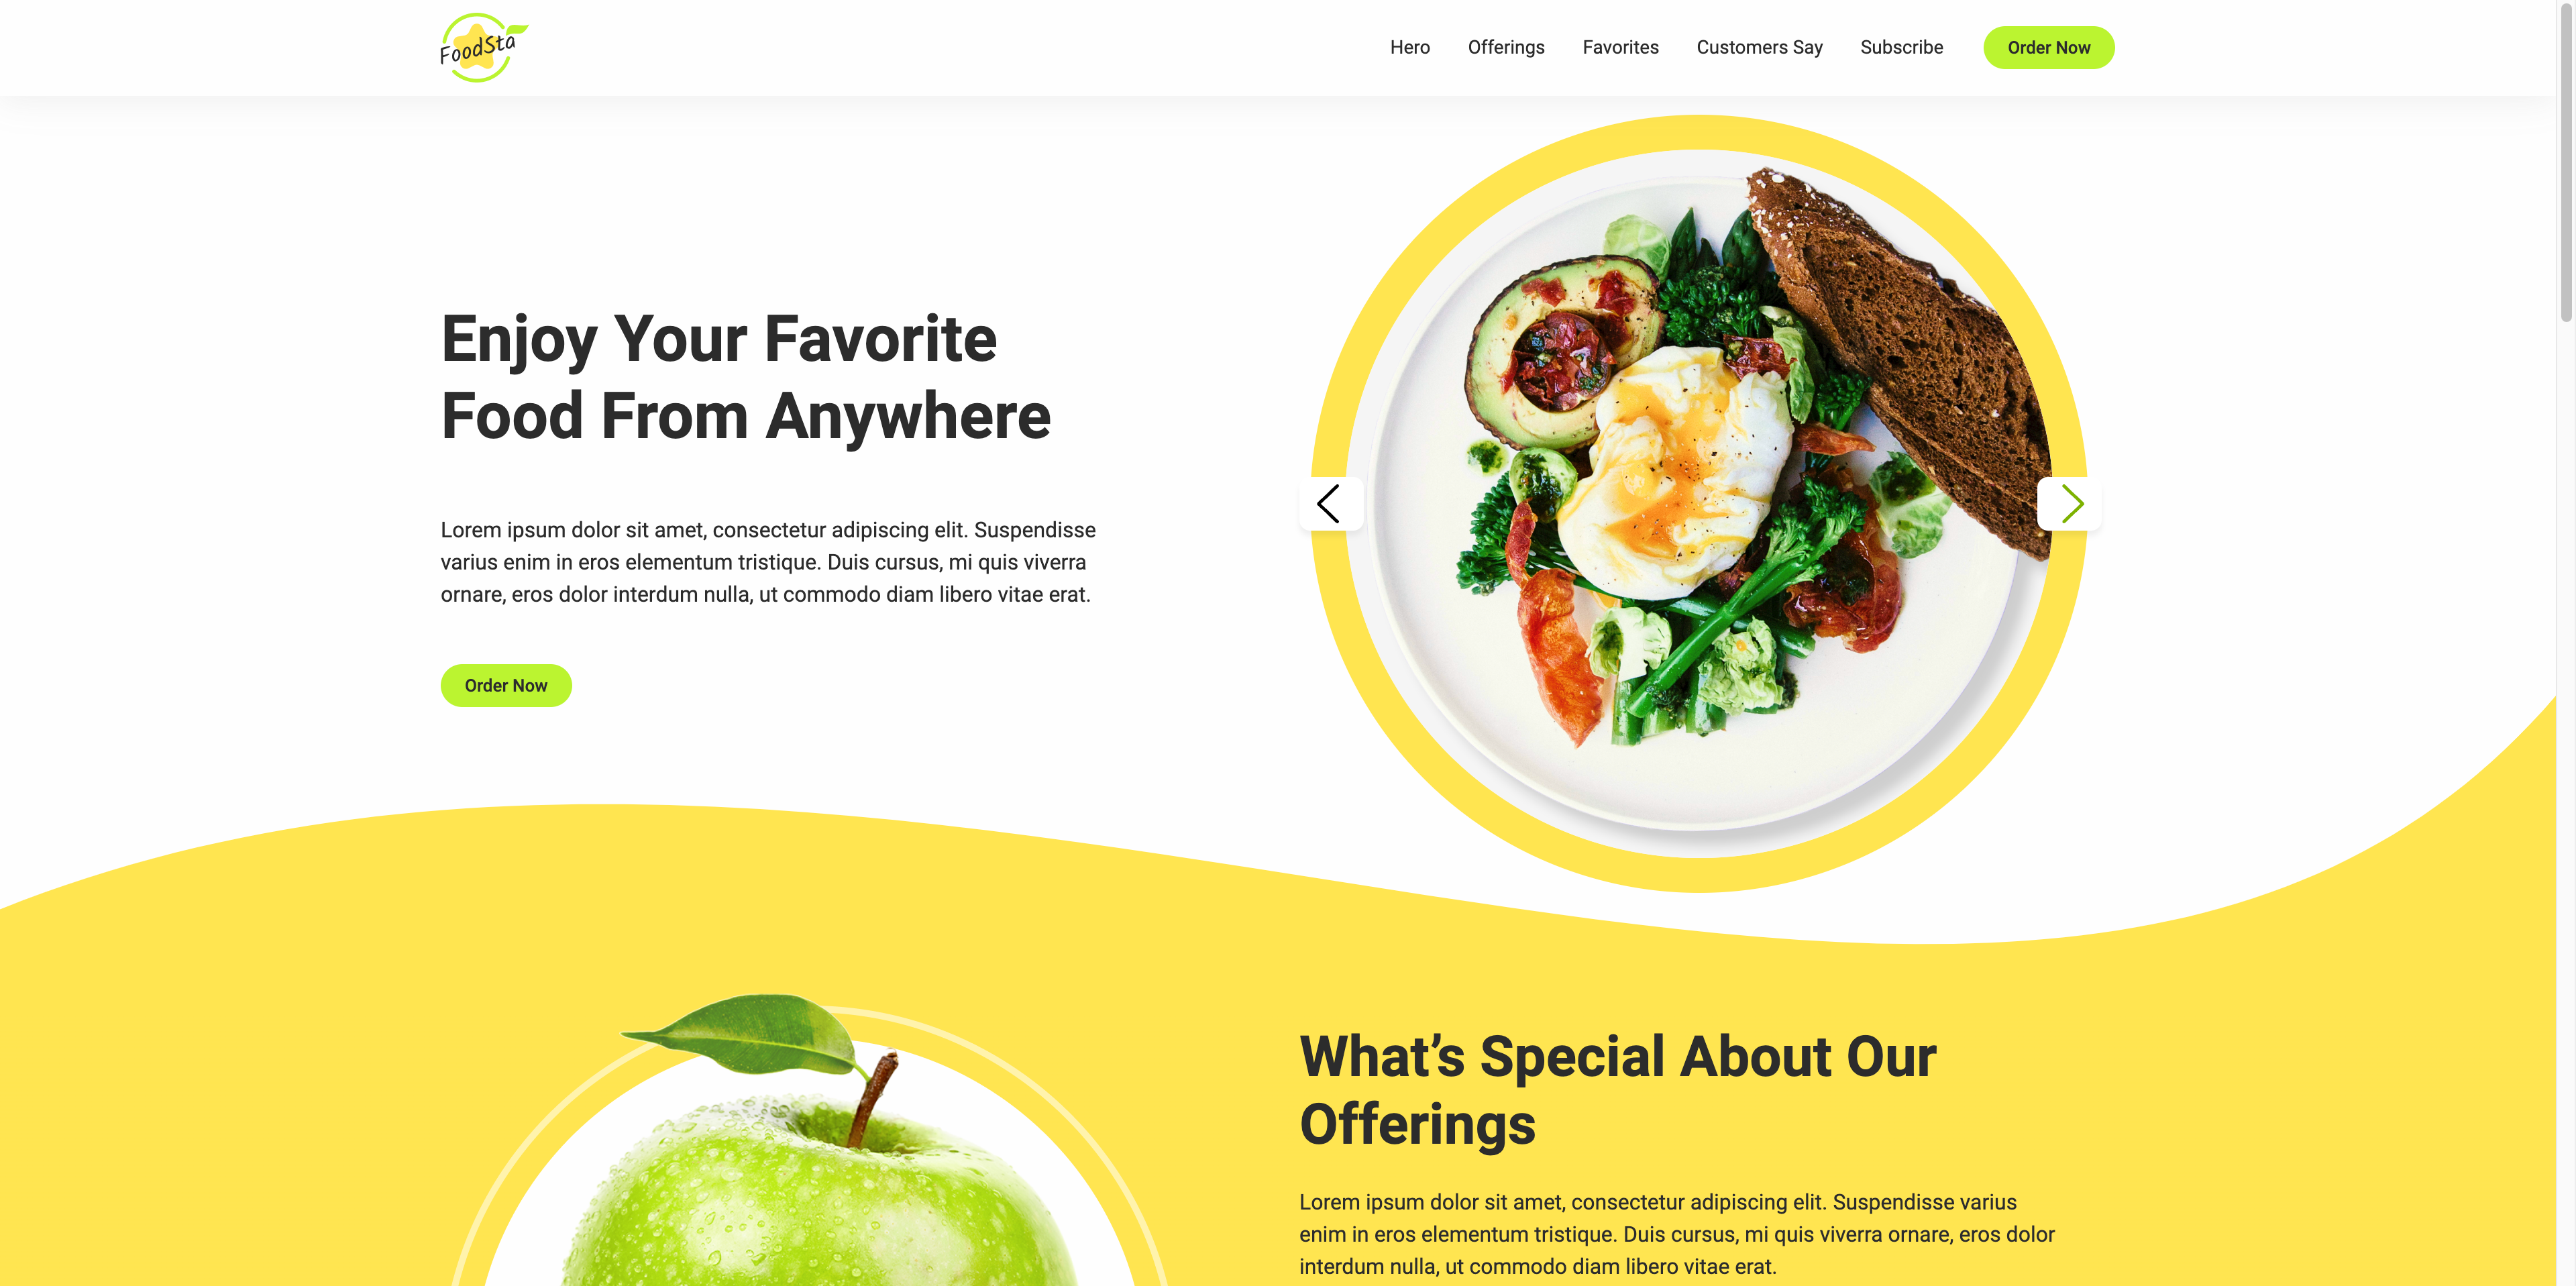 FoodSta
Hero
Offerings
Favorites
Customers Say
Subscribe
Order Now
Enjoy Your Favorite
Food From Anywhere
Lorem ipsum dolor sit amet, consectetur adipiscing elit. Suspendisse
varius enim in eros elementum tristique. Duis cursus, mi quis viverra
ornare, eros dolor interdum nulla, ut commodo diam libero vitae erat.
Order Now
What’s Special About Our
Offerings
Lorem ipsum dolor sit amet, consectetur adipiscing elit. Suspendisse varius
enim in eros elementum tristique. Duis cursus, mi quis viverra ornare, eros dolor
interdum nulla, ut commodo diam libero vitae erat.